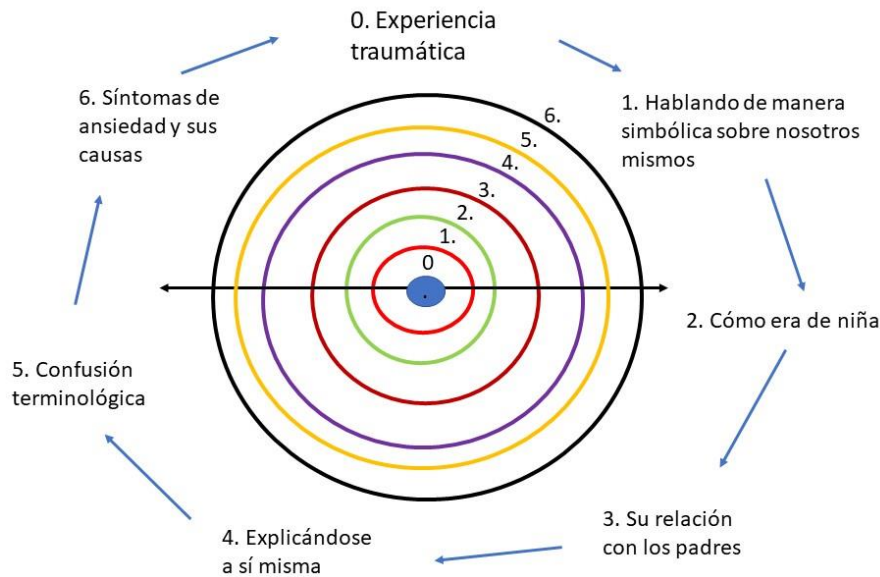 0. Experiencia
traumática
1. Hablando de manera
simbólica sobre nosotros
mismos
2. Cómo era de niña
3. Su relación
con los padres
4. Explicándose
a sí misma
5. Confusión
terminológica
6. Síntomas de
ansiedad y sus
causas
6.
5.
4.
3.
2.
1.
0
.